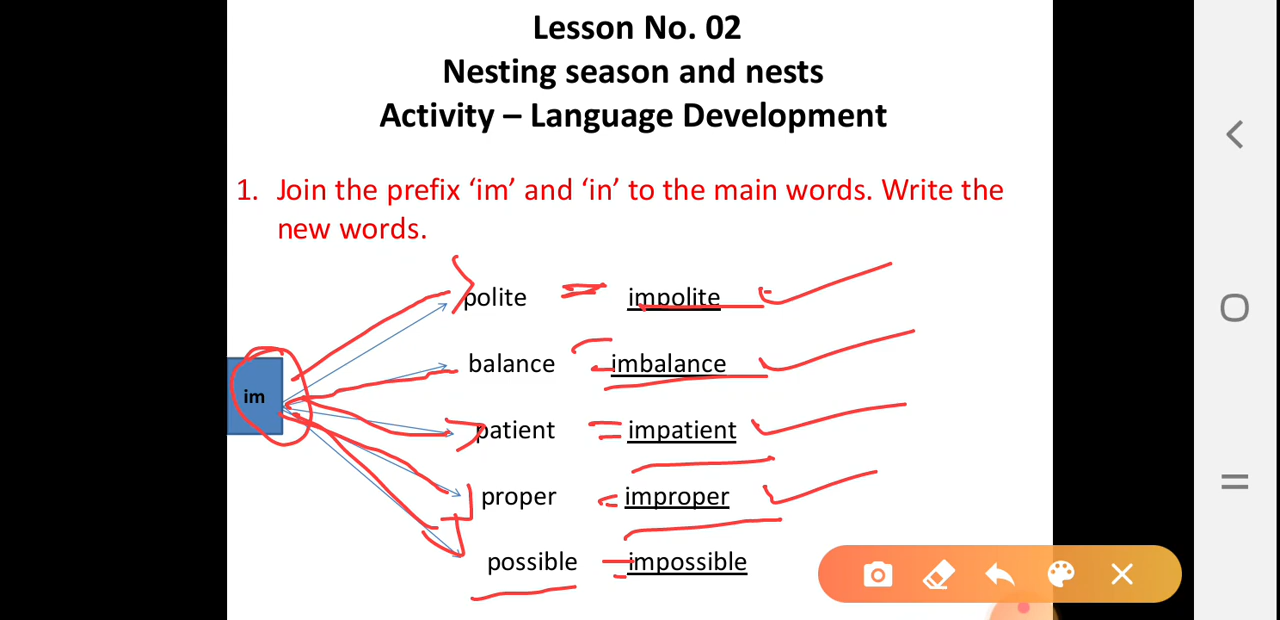 Lesson No. 02
Nesting season and nests
Activity – Language Development
1. Join the prefix ‘im’ and ‘in’ to the main words. Write the
new words.
polite = impolite
balance = imbalance
im
patient = impatient
proper = improper
possible = impossible